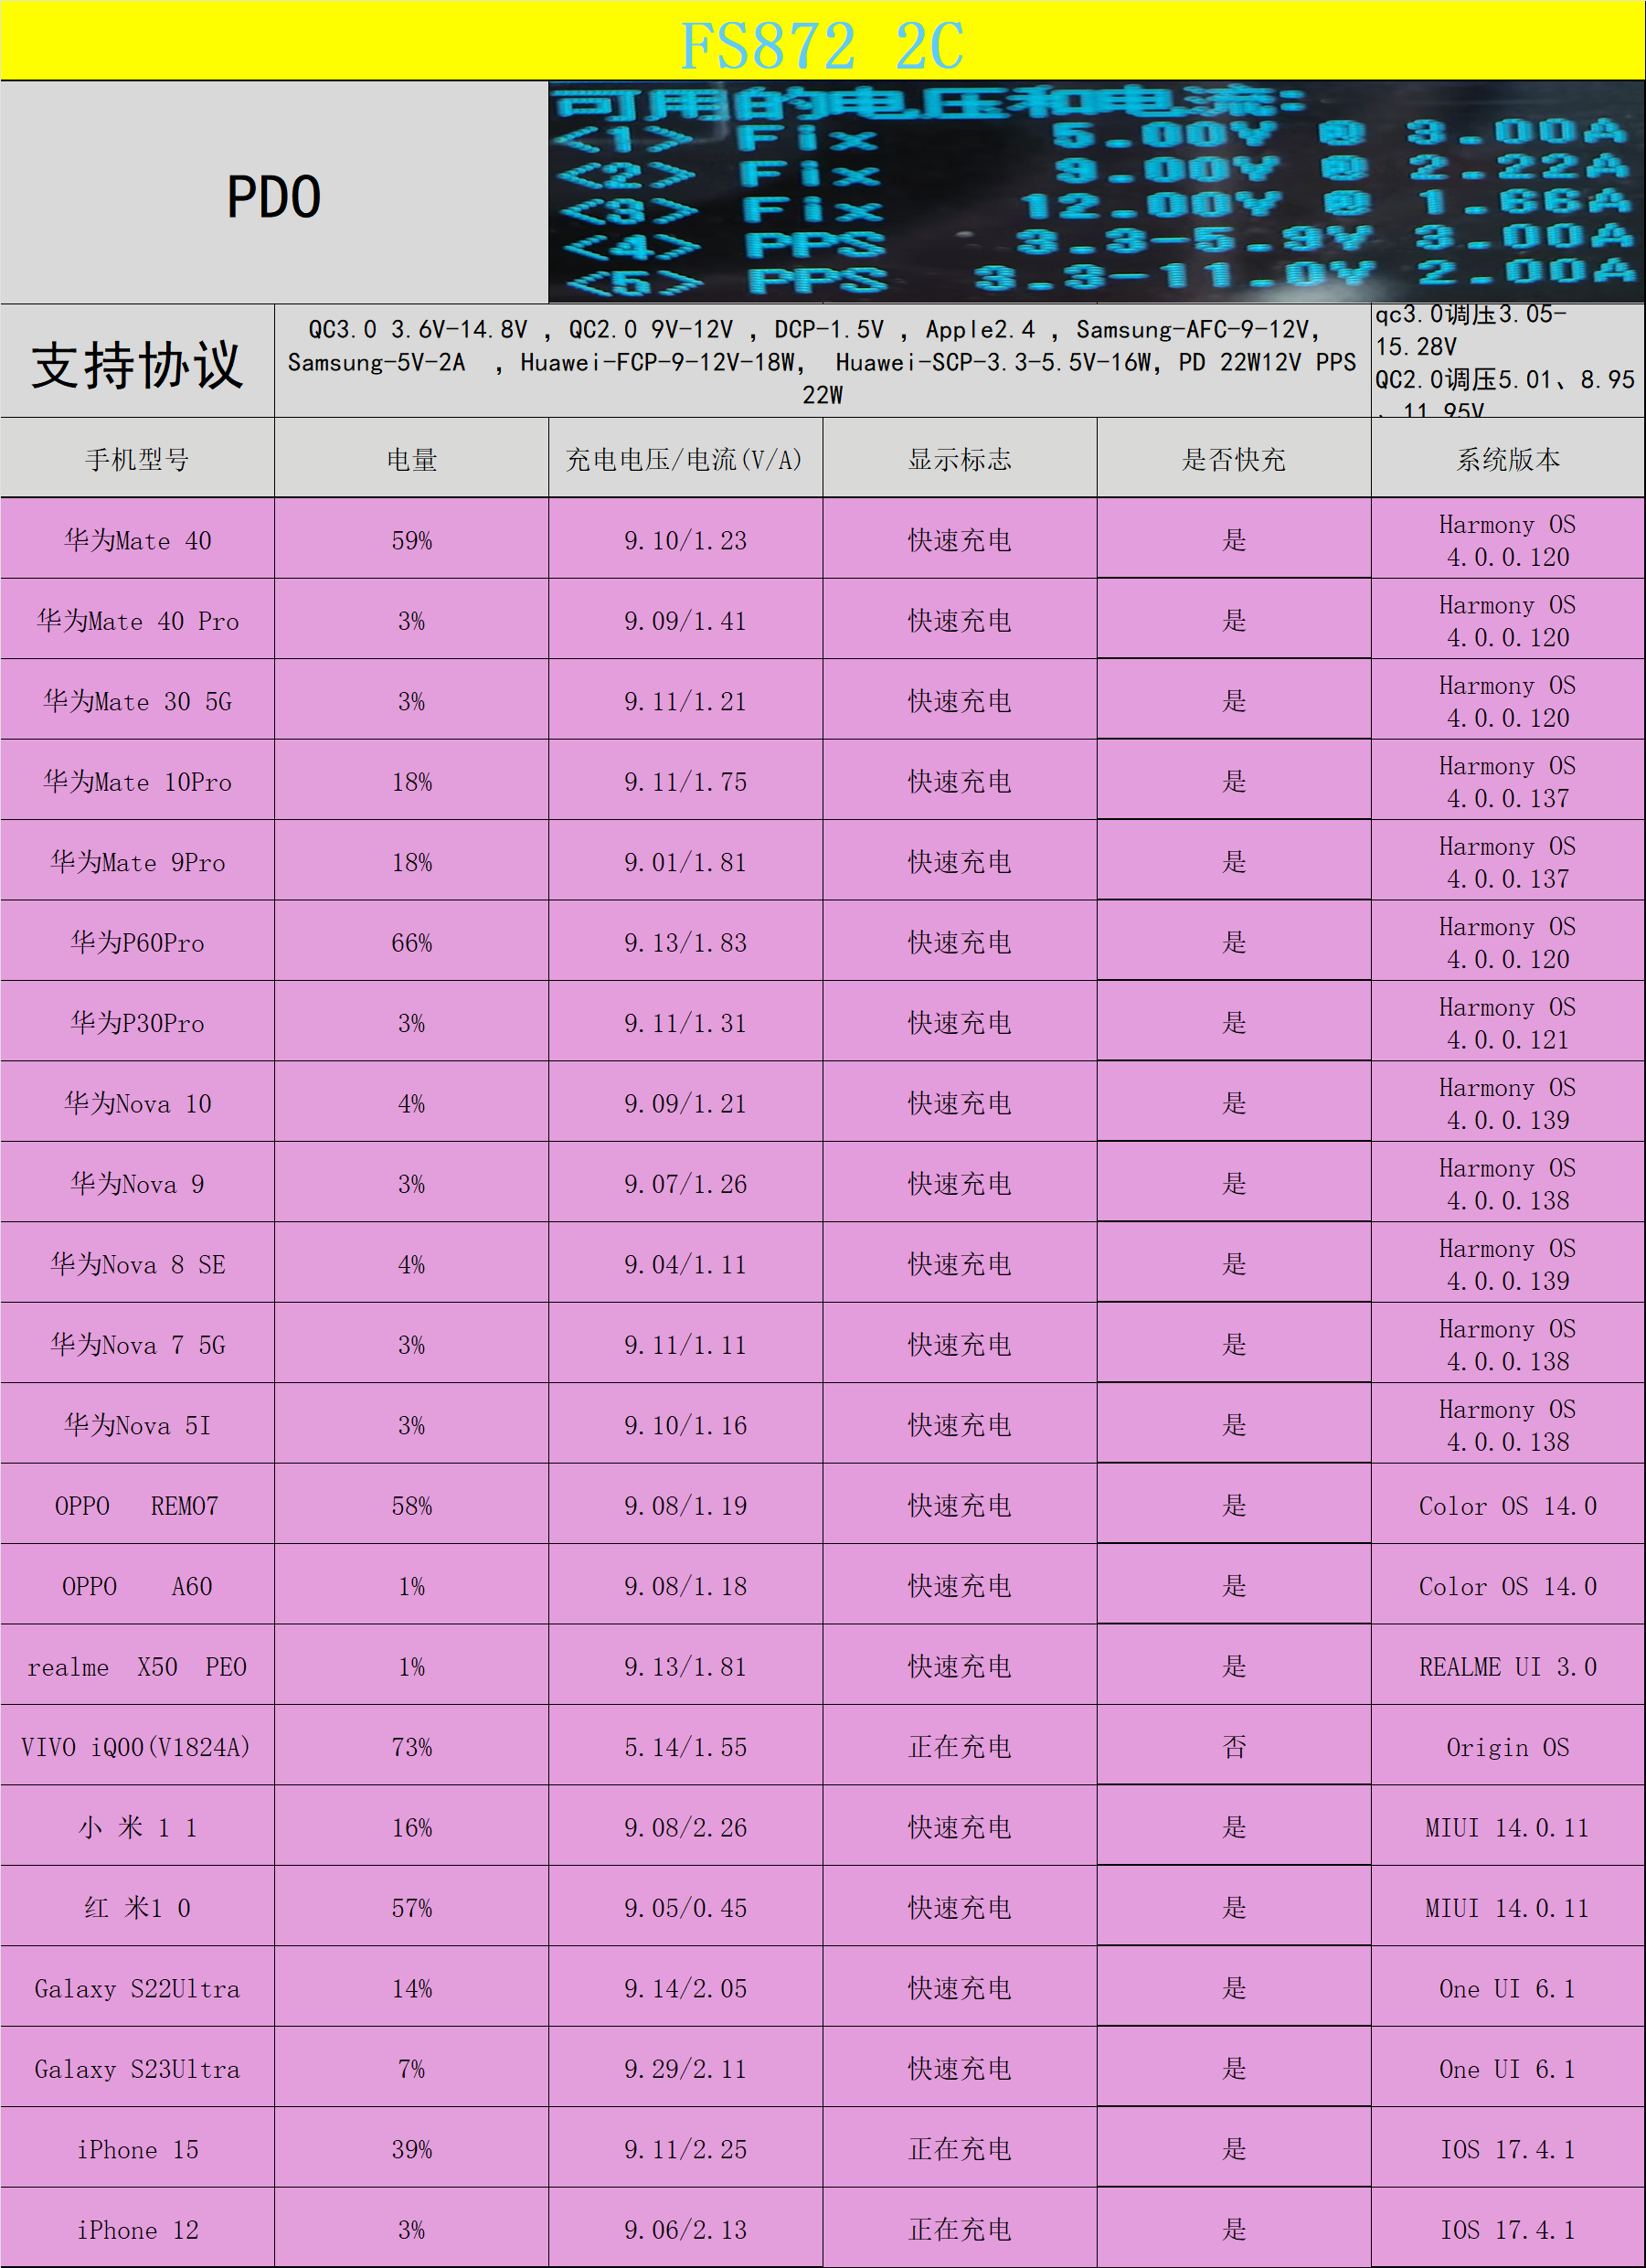 FS872 2C
PDO
可用的电压和电流:
<1> Fix 5.00V @ 3.00A
<2> Fix 9.00V @ 2.22A
<3> Fix 12.00V @ 1.66A
<4> PPS 3.3-5.9V 3.00A
<5> PPS 3.3-11.0V 2.00A
支持协议
QC3.0 3.6V-14.8V ，QC2.0 9V-12V ，DCP-1.5V ，Apple2.4 ，Samsung-AFC-9-12V，
Samsung-5V-2A ，Huawei-FCP-9-12V-18W， Huawei-SCP-3.3-5.5V-16W，PD 22W12V PPS
22W
qc3.0调压3.05-
15.28V
QC2.0调压5.01、8.95
、11.95V
手机型号 电量 充电电压/电流(V/A) 显示标志 是否快充 系统版本
华为Mate 40 59% 9.10/1.23 快速充电 是 Harmony OS
4.0.0.120
华为Mate 40 Pro 3% 9.09/1.41 快速充电 是 Harmony OS
4.0.0.120
华为Mate 30 5G 3% 9.11/1.21 快速充电 是 Harmony OS
4.0.0.120
华为Mate 10Pro 18% 9.11/1.75 快速充电 是 Harmony OS
4.0.0.137
华为Mate 9Pro 18% 9.01/1.81 快速充电 是 Harmony OS
4.0.0.137
华为P60Pro 66% 9.13/1.83 快速充电 是 Harmony OS
4.0.0.120
华为P30Pro 3% 9.11/1.31 快速充电 是 Harmony OS
4.0.0.121
华为Nova 10 4% 9.09/1.21 快速充电 是 Harmony OS
4.0.0.139
华为Nova 9 3% 9.07/1.26 快速充电 是 Harmony OS
4.0.0.138
华为Nova 8 SE 4% 9.04/1.11 快速充电 是 Harmony OS
4.0.0.139
华为Nova 7 5G 3% 9.11/1.11 快速充电 是 Harmony OS
4.0.0.138
华为Nova 5I 3% 9.10/1.16 快速充电 是 Harmony OS
4.0.0.138
OPPO REMO7 58% 9.08/1.19 快速充电 是 Color OS 14.0
OPPO A60 1% 9.08/1.18 快速充电 是 Color OS 14.0
realme X50 PEO 1% 9.13/1.81 快速充电 是 REALME UI 3.0
VIVO iQOO(V1824A) 73% 5.14/1.55 正在充电 否 Origin OS
小 米 1 1 16% 9.08/2.26 快速充电 是 MIUI 14.0.11
红 米1 0 57% 9.05/0.45 快速充电 是 MIUI 14.0.11
Galaxy S22Ultra 14% 9.14/2.05 快速充电 是 One UI 6.1
Galaxy S23Ultra 7% 9.29/2.11 快速充电 是 One UI 6.1
iPhone 15 39% 9.11/2.25 正在充电 是 IOS 17.4.1
iPhone 12 3% 9.06/2.13 正在充电 是 IOS 17.4.1